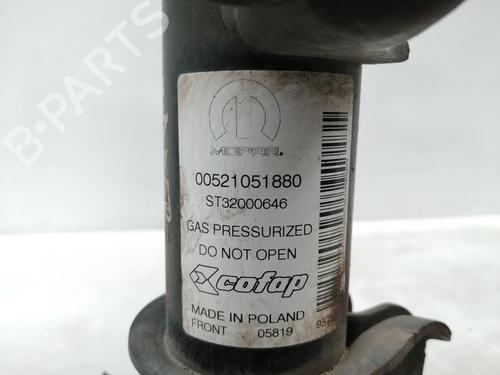 B-PARTS
MOPAR.
00521051880
ST32000646
GAS PRESSURIZED
DO NOT OPEN
cofap
MADE IN POLAND
FRONT 05819